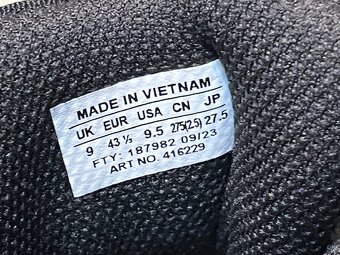 MADE IN VIETNAM
UK EUR USA CN JP
9 43 ⅓ 9.5 275(2.5) 27.5
FTY: 187982 09/23
ART NO. 416229